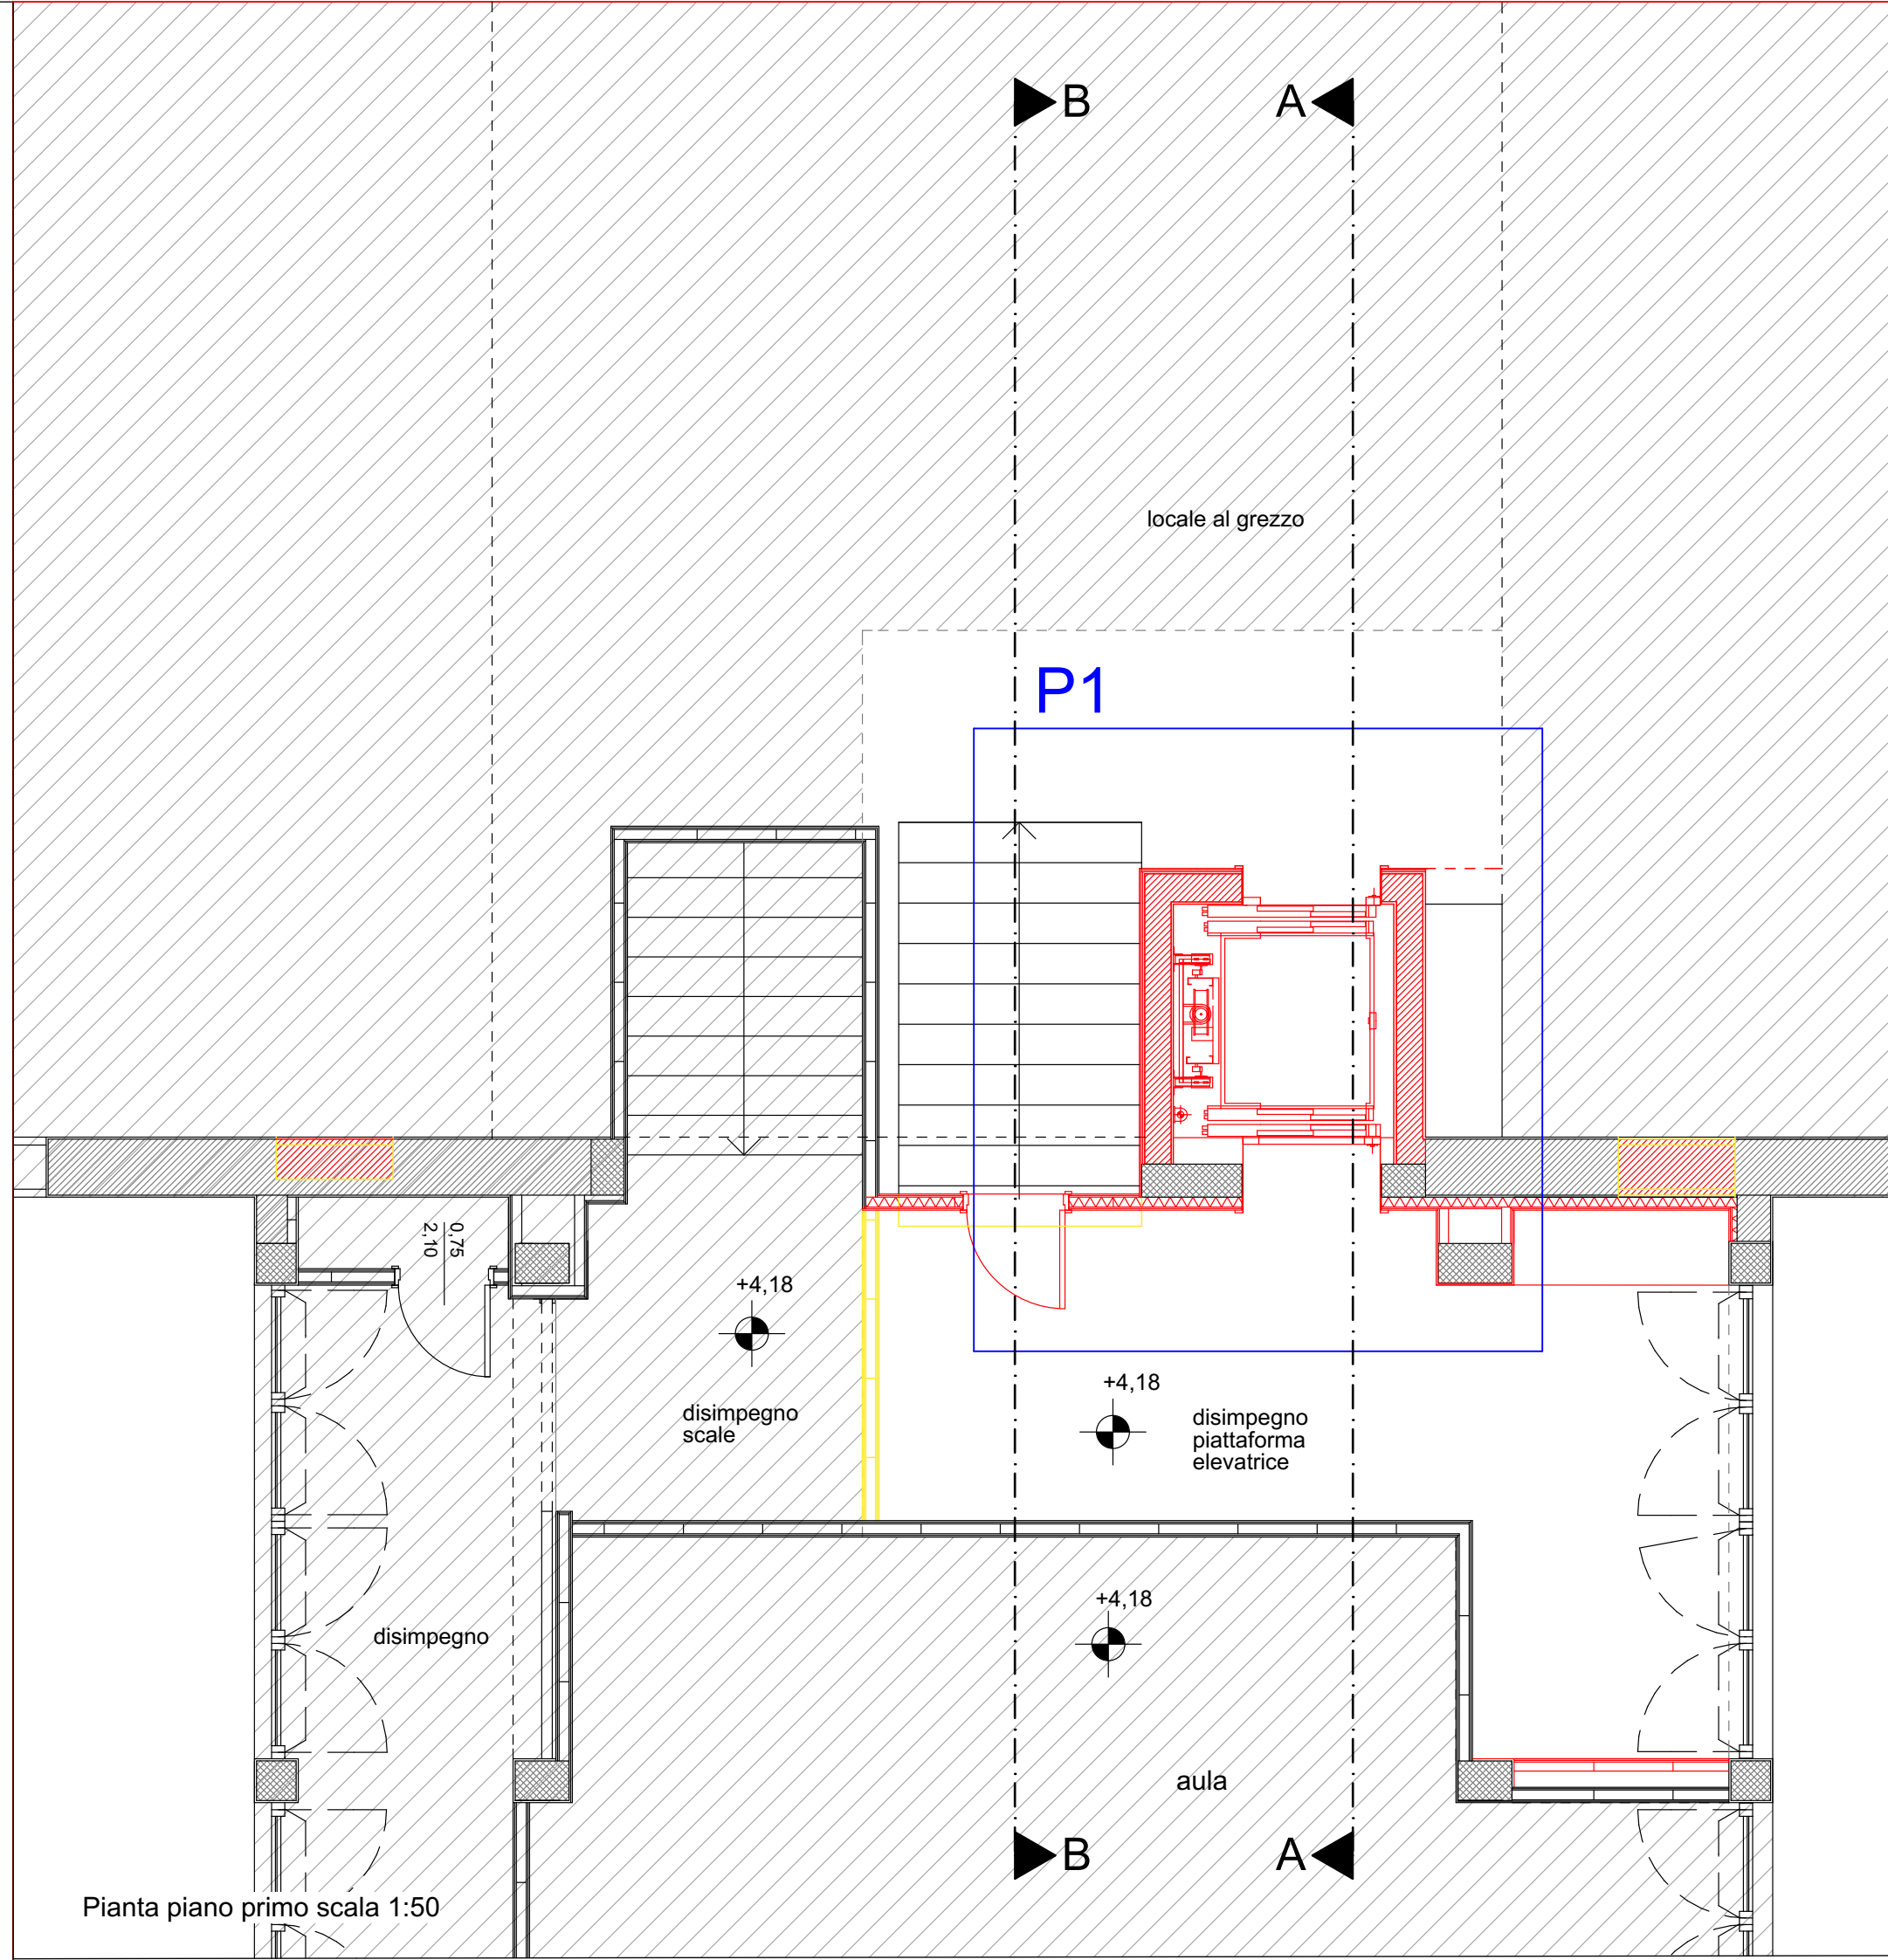 B
A
locale al grezzo
P1
0,75
2,10
+4,18
+4,18
disimpegno
scale
disimpegno
piattaforma
elevatrice
+4,18
disimpegno
aula
B
A
Pianta piano primo scala 1:50